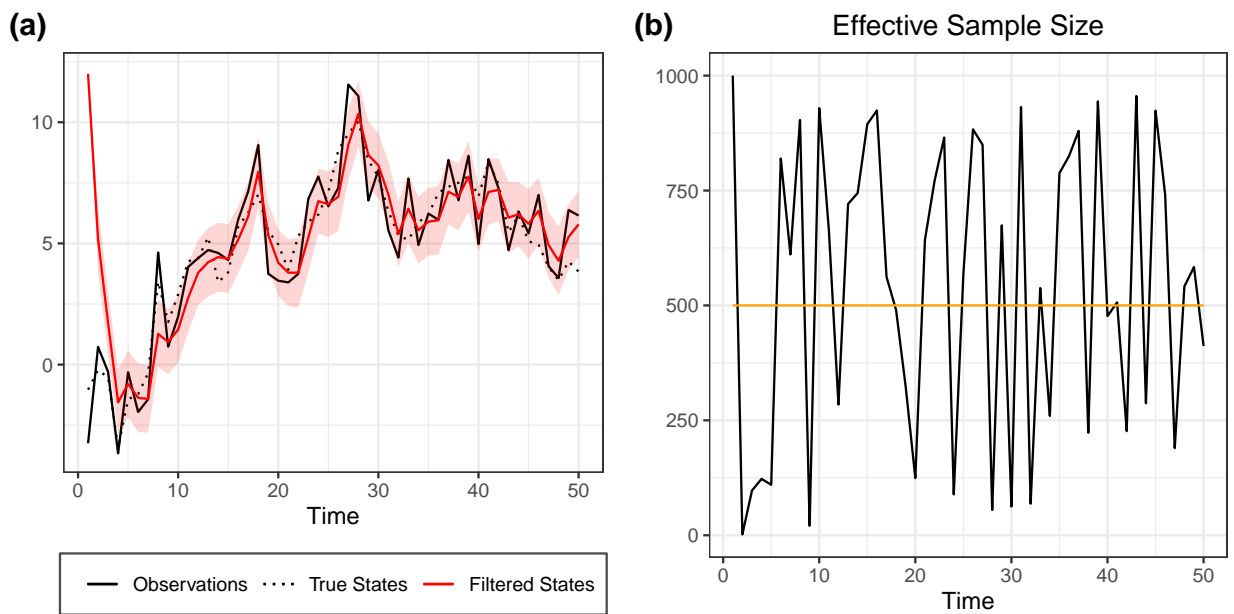 (a)
10
5
0
0 10 20 30 40 50
Time
Observations True States Filtered States
(b)
Effective Sample Size
1000
750
500
250
0
0 10 20 30 40 50
Time